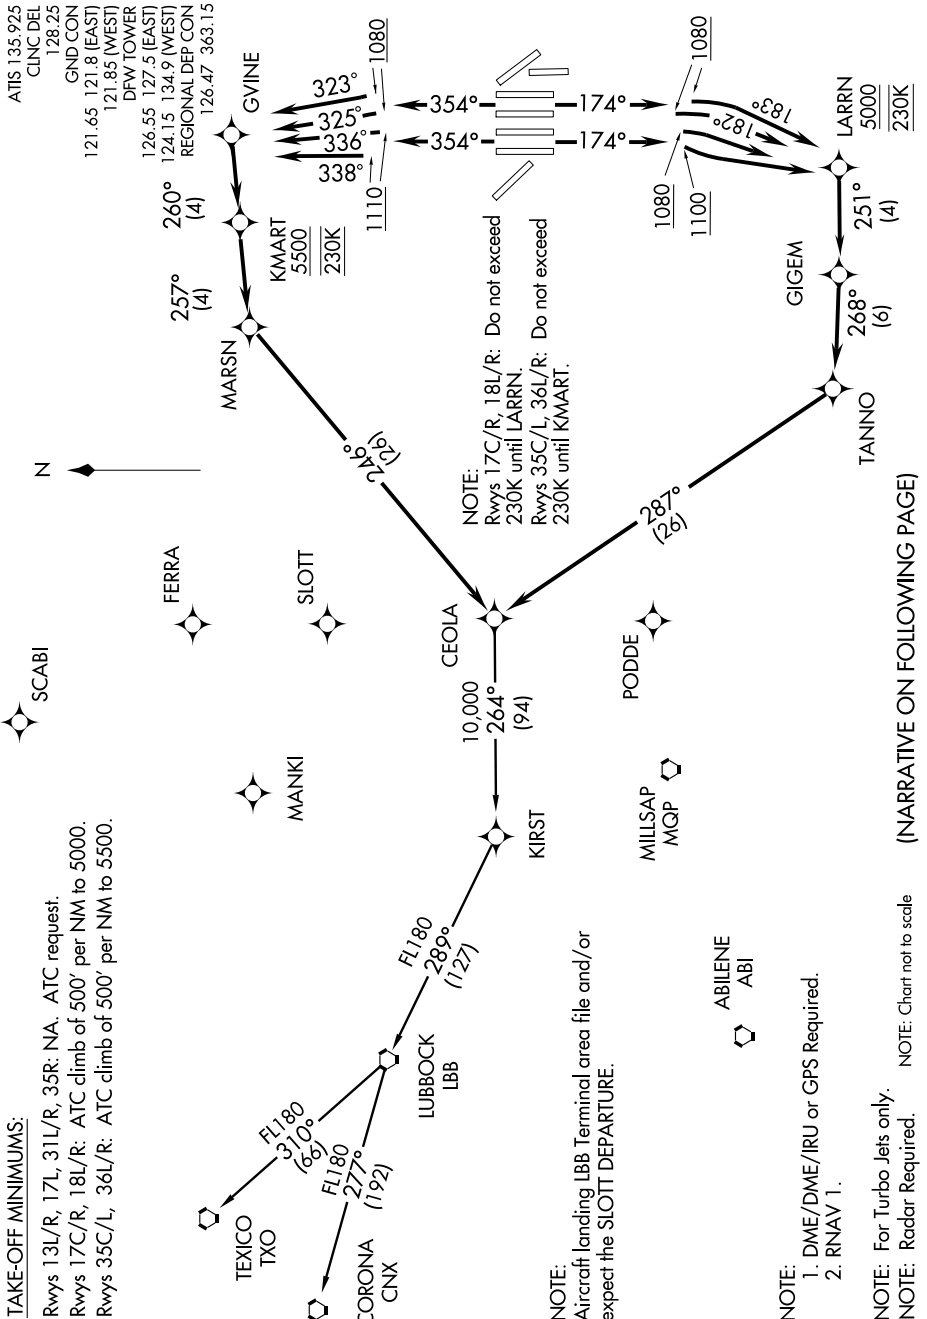 TAKE-OFF MINIMUMS:
Rwys 13L/R, 17L, 31L/R, 35R: NA. ATC request.
Rwys 17C/R, 18L/R: ATC climb of 500' per NM to 5000.
Rwys 35C/L, 36L/R: ATC climb of 500' per NM to 5500.
SCABI
N
ATIS 135.925
CLNC DEL
128.25
GND CON
121.65 121.8 (EAST)
121.85 (WEST)
DFW TOWER
126.55 127.5 (EAST)
124.15 134.9 (WEST)
REGIONAL DEP CON
126.47 363.15
FERRA
SLOTT
MANKI
GVINE
260°
(4)
KMART
5500
230K
257°
(4)
MARSN
246°
(26)
323°
325°
336°
338°
1080
1110
354°
354°
174°
174°
1080
1080
1100
183°
182°
LARRN
5000
230K
251°
(4)
GIGEM
268°
(6)
TANNO
287°
(26)
NOTE:
Rwys 17C/R, 18L/R: Do not exceed
230K until LARRN.
Rwys 35C/L, 36L/R: Do not exceed
230K until KMART.
CEOLA
10,000
264°
(94)
KIRST
FL180
289°
(127)
LUBBOCK
LBB
FL180
310°
(66)
TEXICO
TXO
FL180
277°
(192)
CORONA
CNX
PODDE
MILLSAP
MQP
ABILENE
ABI
NOTE:
Aircraft landing LBB Terminal area file and/or
expect the SLOTT DEPARTURE.
NOTE:
1. DME/DME/IRU or GPS Required.
2. RNAV 1.
NOTE: For Turbo Jets only.
NOTE: Radar Required.
NOTE: Chart not to scale
(NARRATIVE ON FOLLOWING PAGE)